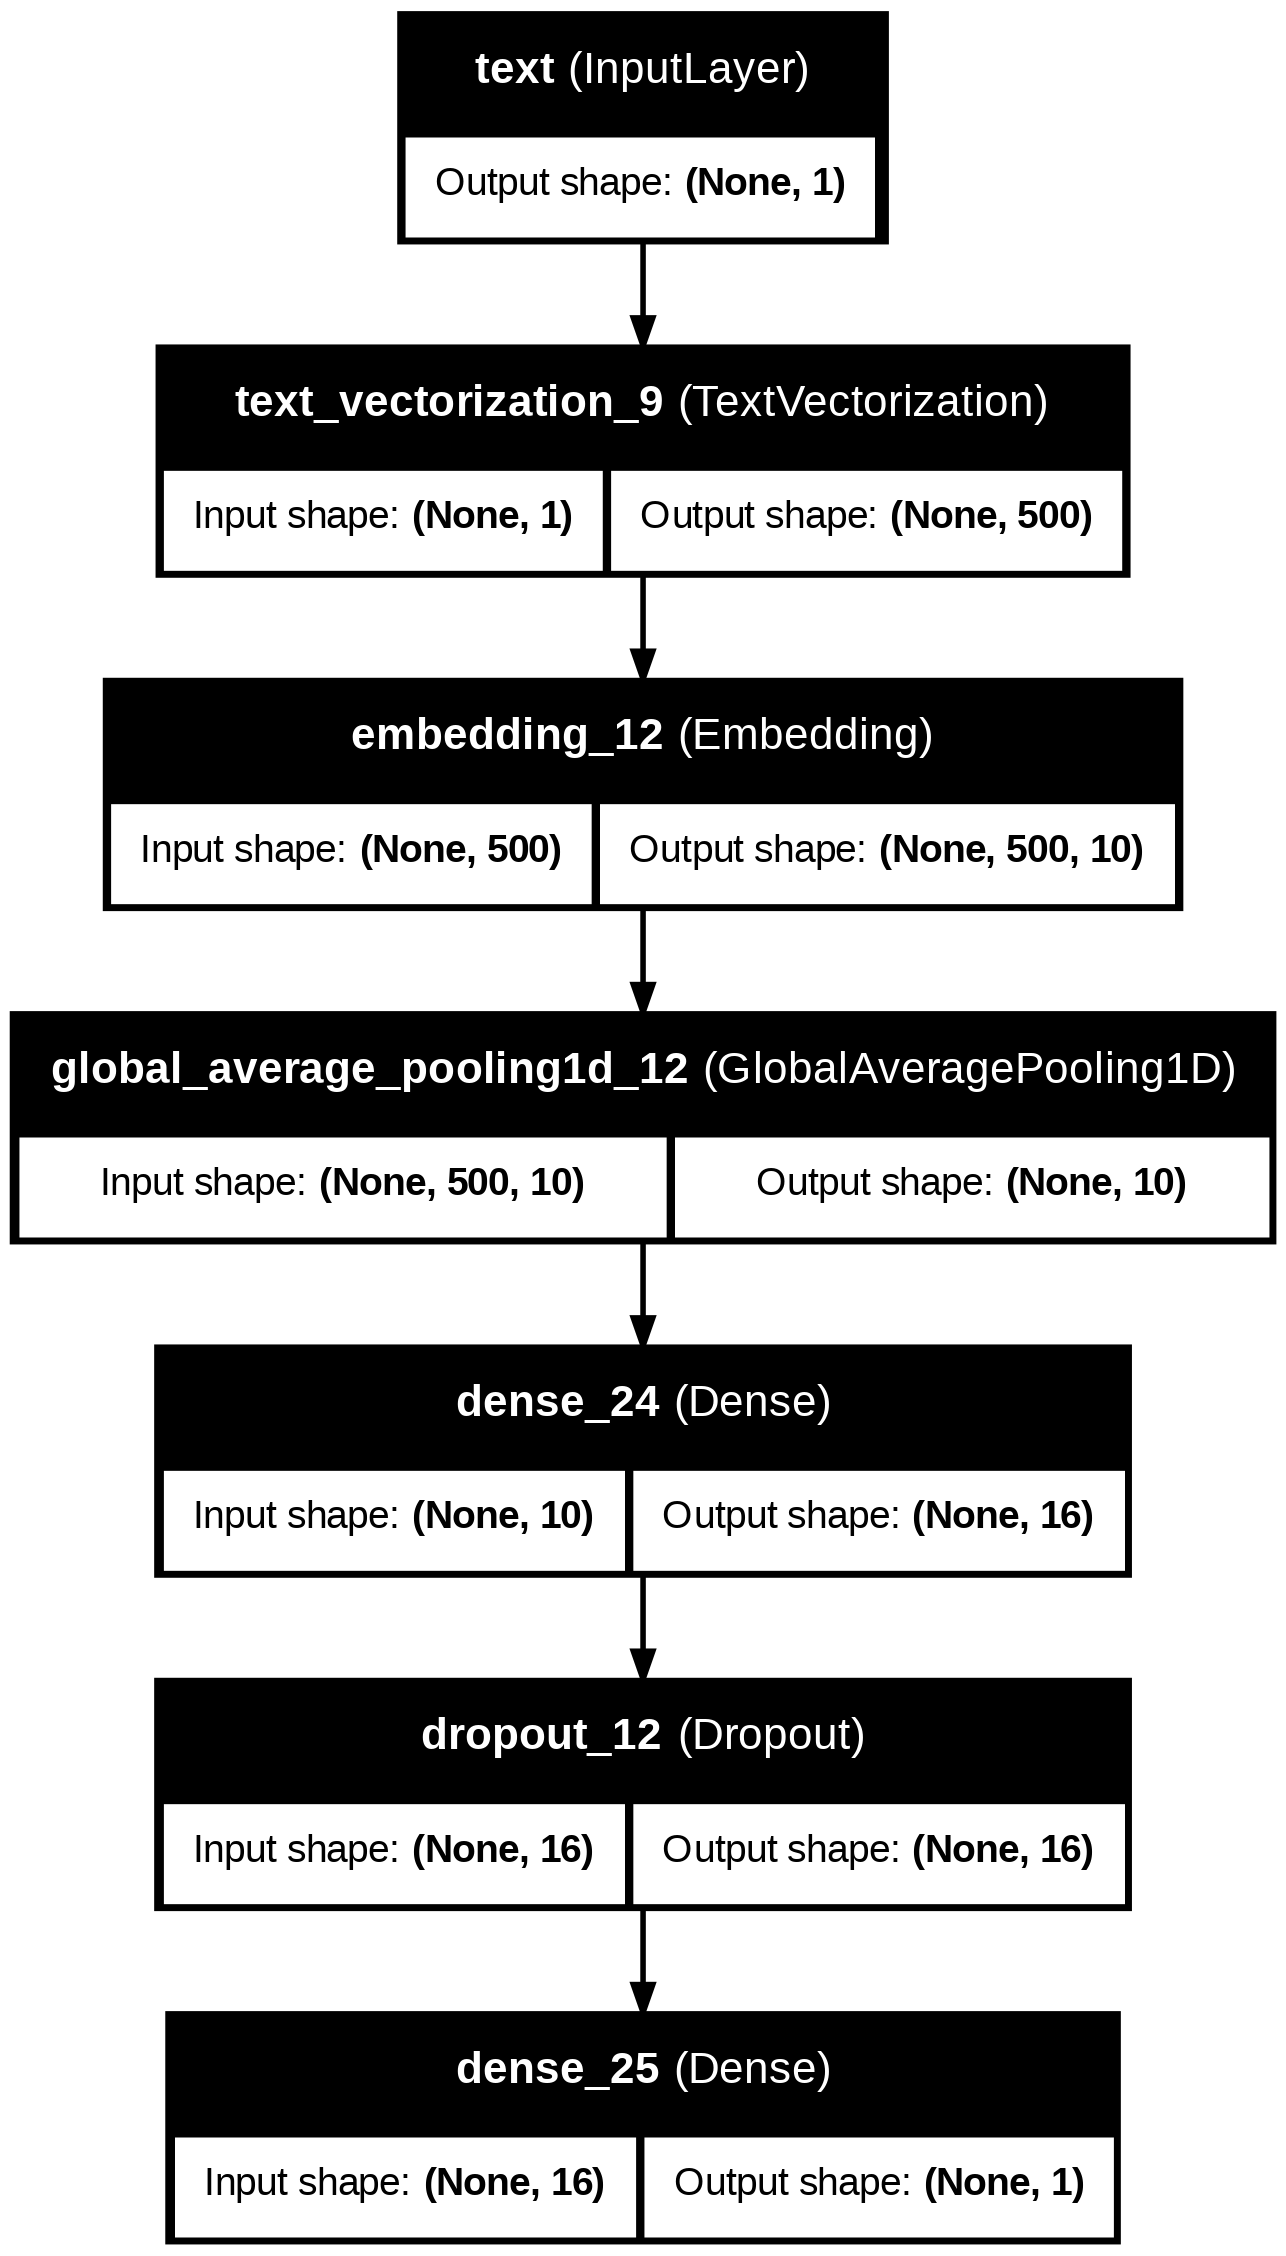 text (InputLayer)
Output shape: (None, 1)
text_vectorization_9 (TextVectorization)
Input shape: (None, 1) Output shape: (None, 500)
embedding_12 (Embedding)
Input shape: (None, 500) Output shape: (None, 500, 10)
global_average_pooling1d_12 (GlobalAveragePooling1D)
Input shape: (None, 500, 10) Output shape: (None, 10)
dense_24 (Dense)
Input shape: (None, 10) Output shape: (None, 16)
dropout_12 (Dropout)
Input shape: (None, 16) Output shape: (None, 16)
dense_25 (Dense)
Input shape: (None, 16) Output shape: (None, 1)